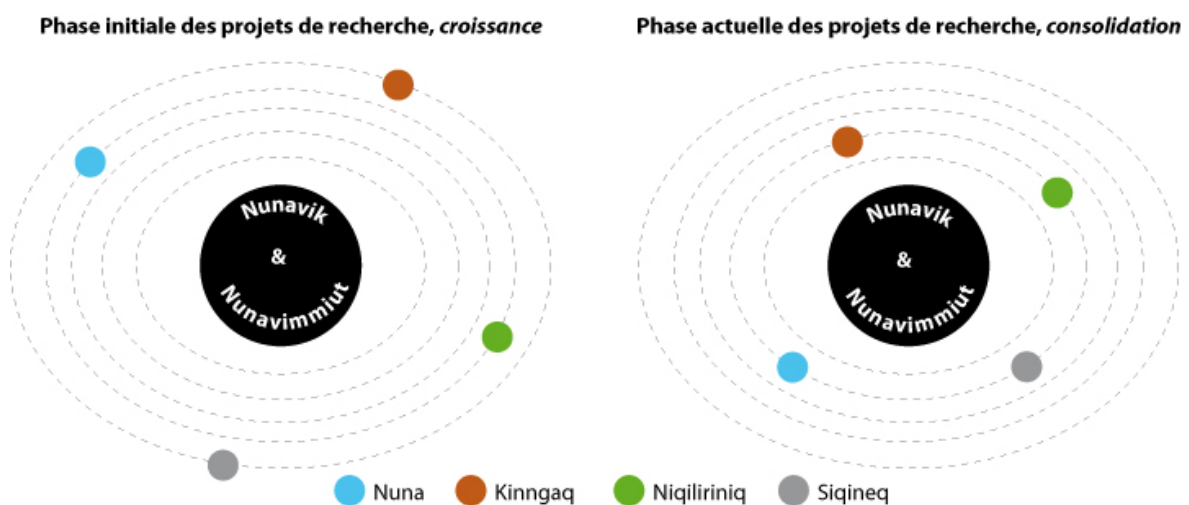 Phase initiale des projets de recherche, croissance
Phase actuelle des projets de recherche, consolidation
Nunavik
&
Nunavimmiut
Nunavik
&
Nunavimmiut
Nuna
Kinngaq
Niqiliriniq
Siqineq